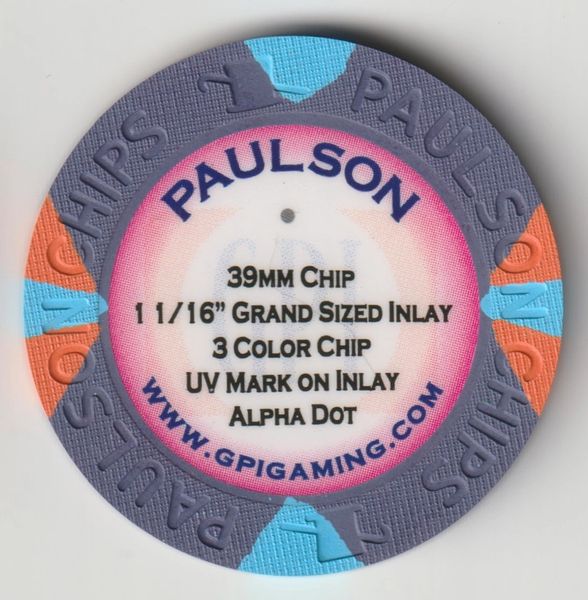 PAULSON CHIPS
PAULSON CHIPS
PAULSON
GPI
39MM CHIP
1 1/16” GRAND SIZED INLAY
3 COLOR CHIP
UV MARK ON INLAY
ALPHA DOT
WWW.GPIGAMING.COM